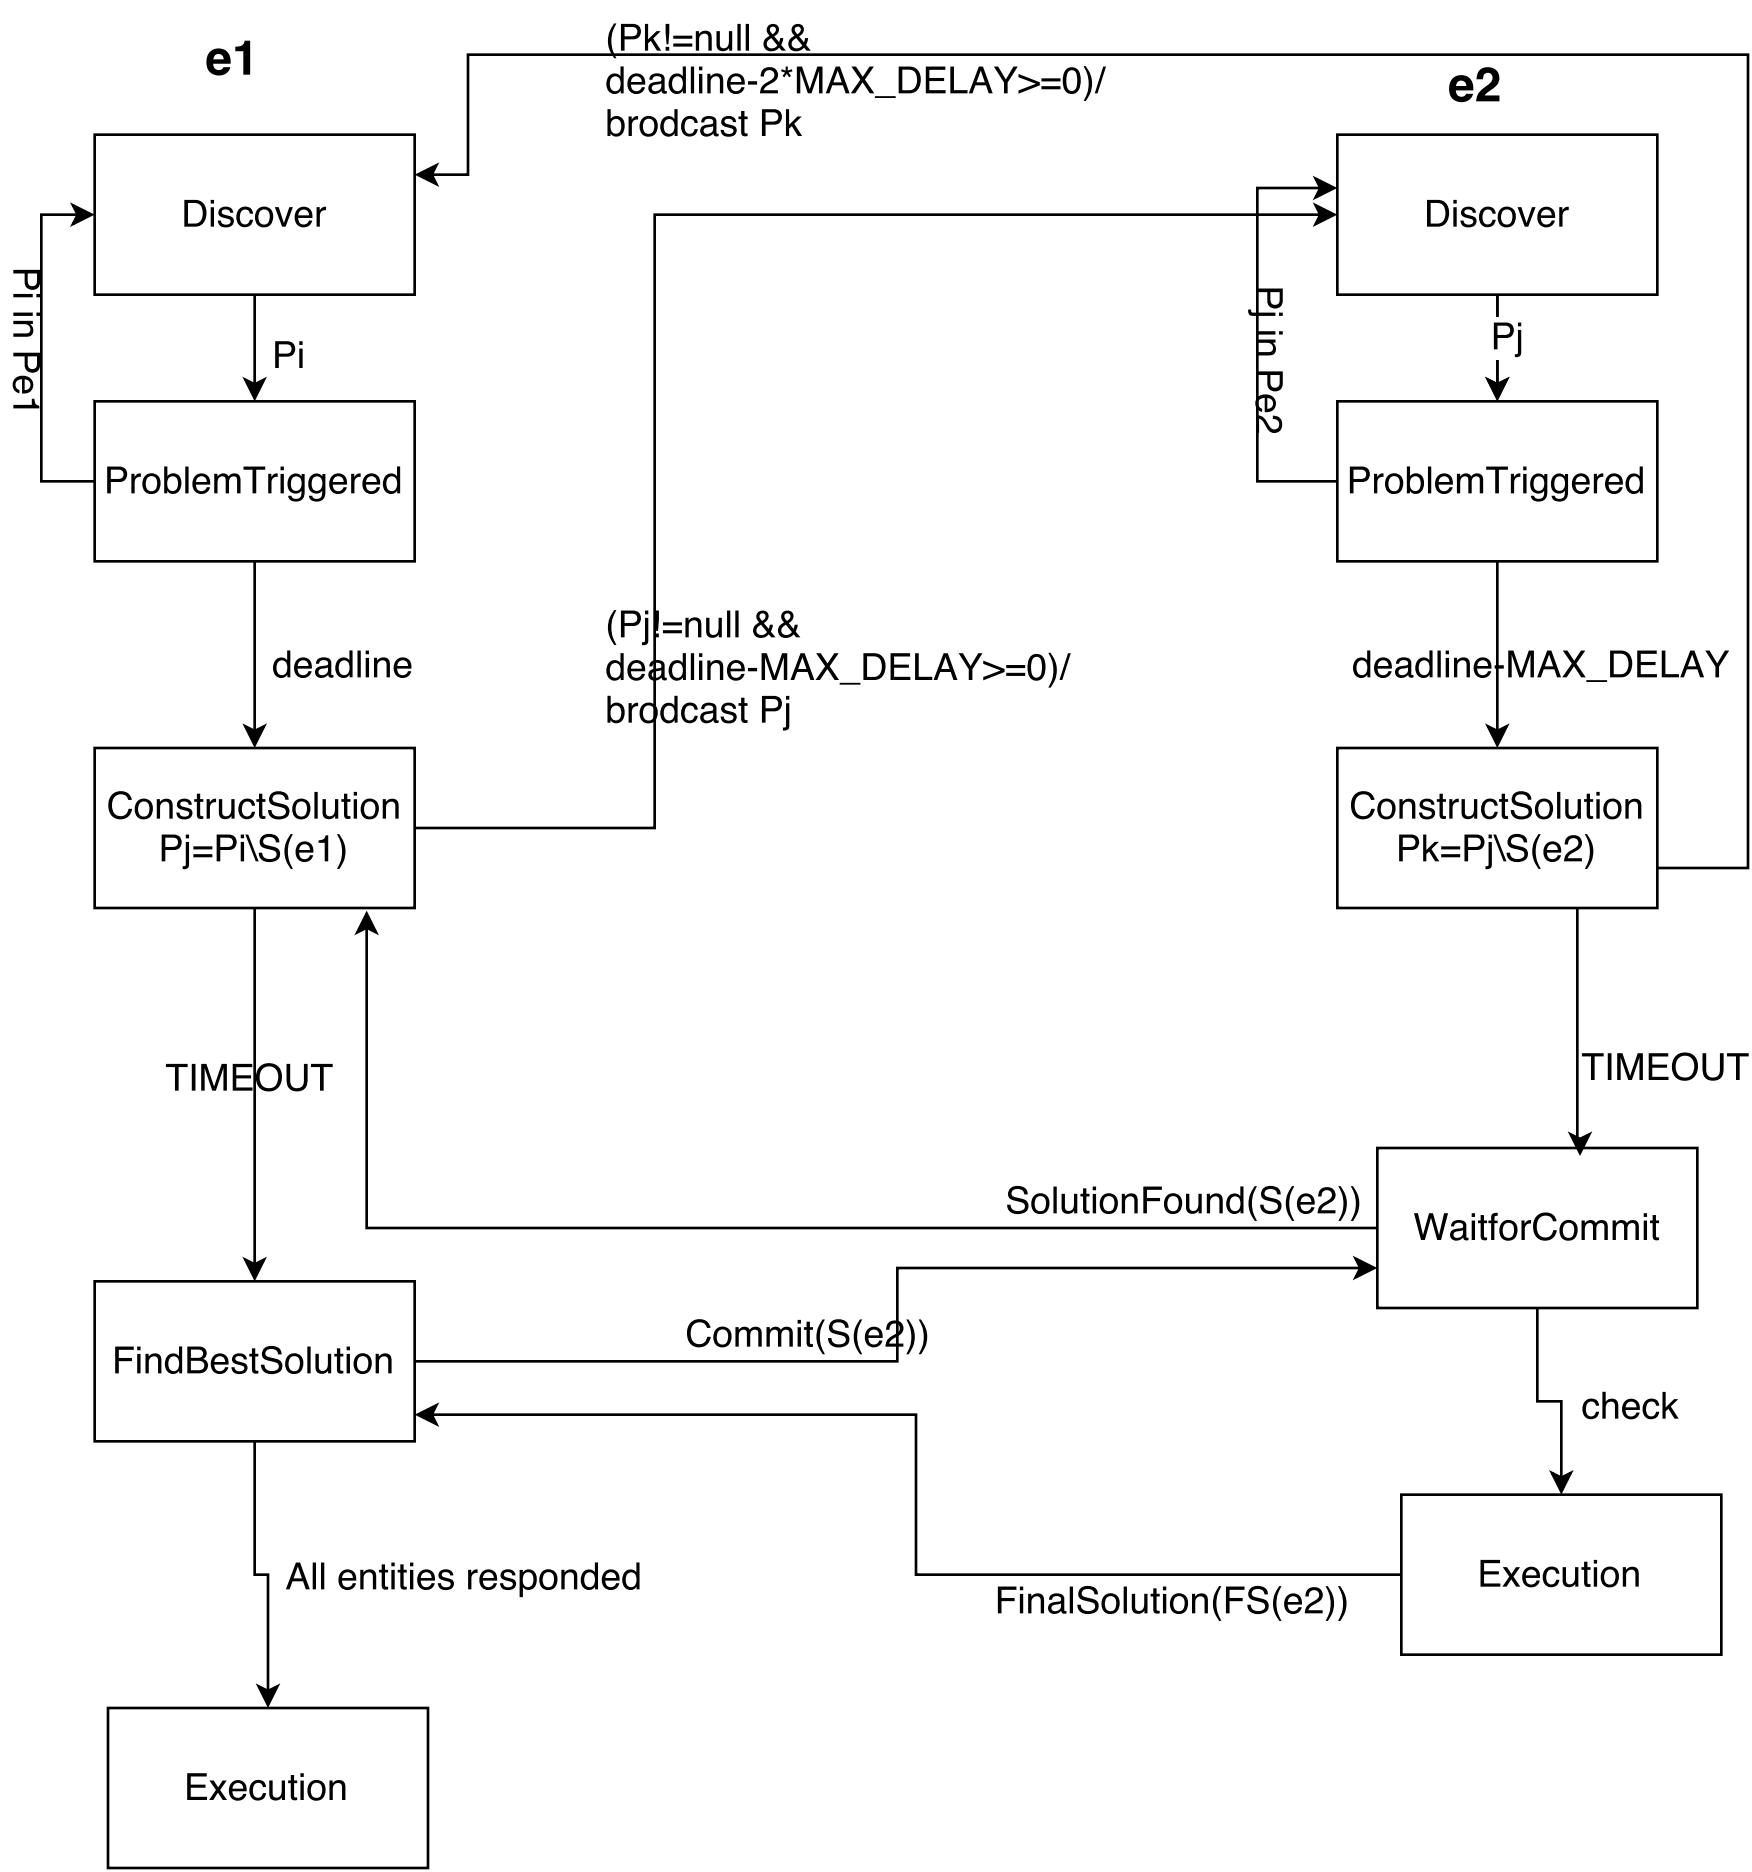 e1
(Pk!=null &&
deadline-2*MAX_DELAY>=0)/
brodcast Pk
e2
Discover
Discover
Pi in Pe1
Pi
Pj in Pe2
Pj
ProblemTriggered
ProblemTriggered
deadline
(Pj!=null &&
deadline-MAX_DELAY>=0)/
brodcast Pj
deadline-MAX_DELAY
ConstructSolution
Pj=Pi\S(e1)
ConstructSolution
Pk=Pj\S(e2)
TIMEOUT
TIMEOUT
SolutionFound(S(e2))
WaitforCommit
Commit(S(e2))
FindBestSolution
check
All entities responded
FinalSolution(FS(e2))
Execution
Execution